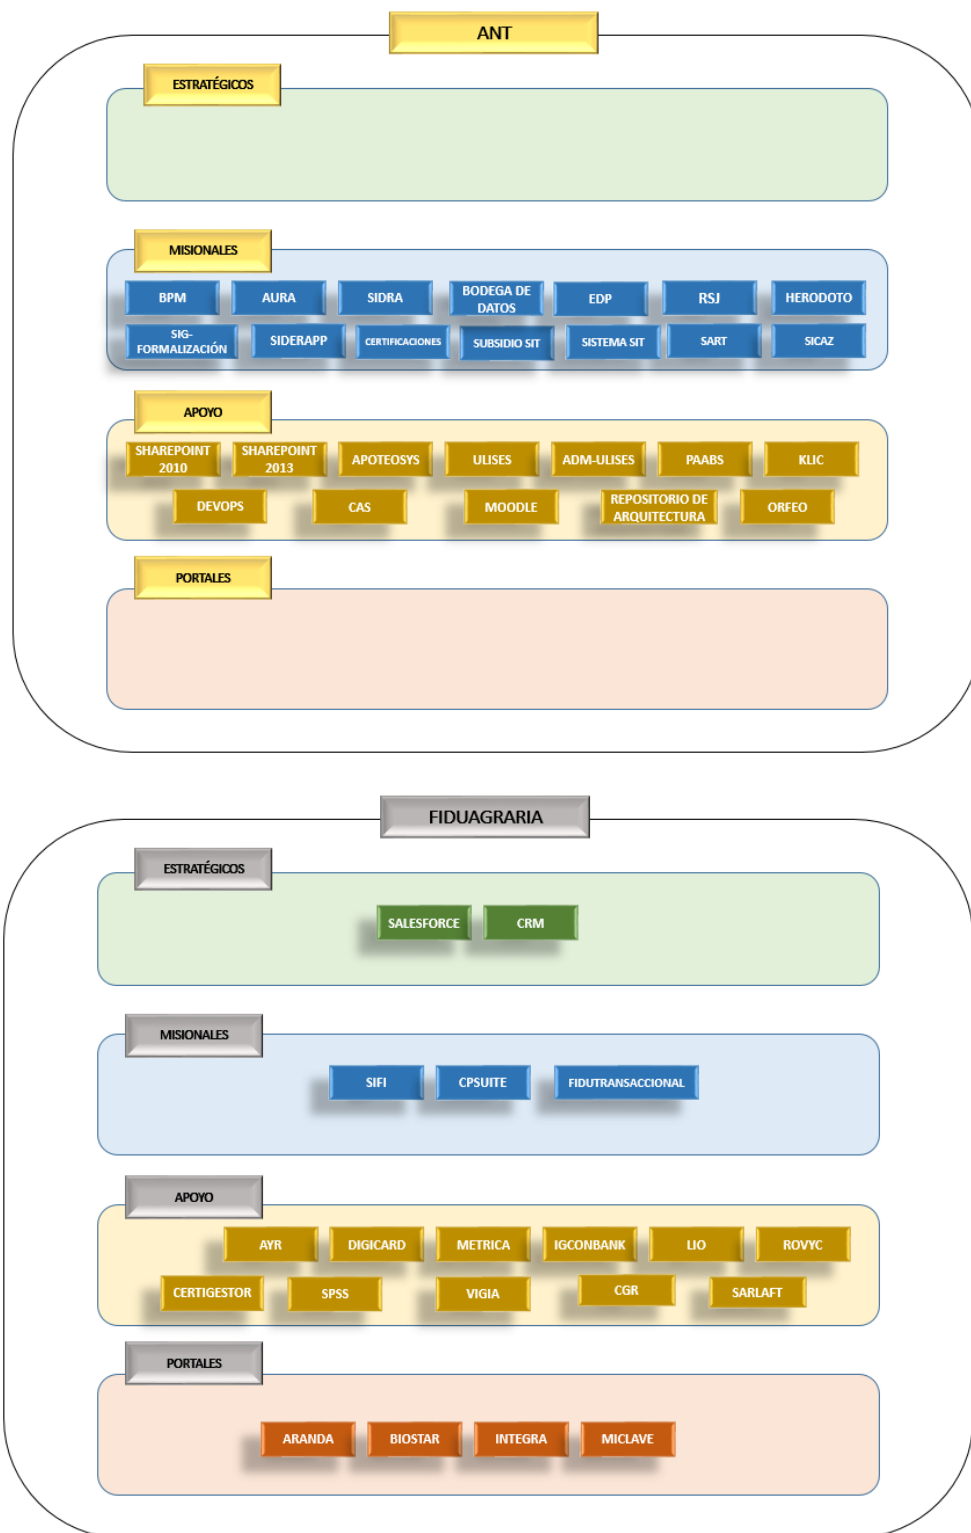 ANT
ESTRATÉGICOS
MISIONALES
BPM
AURA
SIDRA
BODEGA DE
DATOS
EDP
RSJ
HERODOTO
SIG-
FORMALIZACIÓN
SIDERAPP
CERTIFICACIONES
SUBSIDIO SIT
SISTEMA SIT
SART
SICAZ
APOYO
SHAREPOINT
2010
SHAREPOINT
2013
APOTEOSYS
ULISES
ADM-ULISES
PAABS
KLIC
DEVOPS
CAS
MOODLE
REPOSITORIO DE
ARQUITECTURA
ORFEO
PORTALES
FIDUAGRARIA
ESTRATÉGICOS
SALESFORCE
CRM
MISIONALES
SIFI
CPSUITE
FIDUTRANSACCIONAL
APOYO
AYR
DIGICARD
METRICA
IGCONBANK
LIO
ROVYC
CERTIGESTOR
SPSS
VIGIA
CGR
SARLAFT
PORTALES
ARANDA
BIOSTAR
INTEGRA
MICLAVE